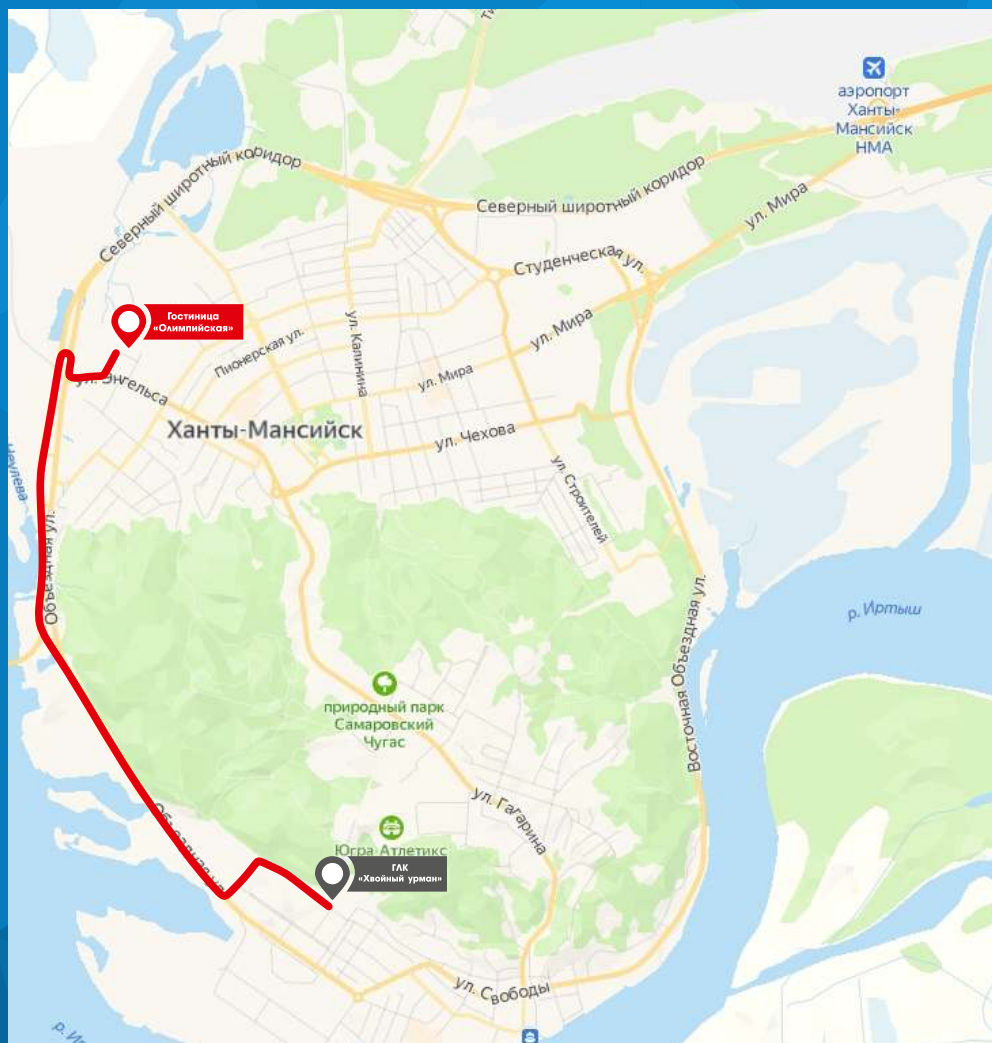 аэропорт
Ханты-
Мансийск
НМА
Северный широтный коридор
Северный широтный коридор
ул. Мира
Студенческая ул.
Гостиница
«Олимпийская»
ул. Калинина
Пионерская ул.
ул. Мира
ул. Мира
ул. Энгельса
Ханты-Мансийск
ул. Чехова
ул. Строителей
Объездная ул.
р. Иртыш
Восточная Объездная ул.
природный парк
Самаровский
Чугас
ул. Гагарина
Югра-Атлетикс
ГЛК
«Хвойный урман»
ул. Свободы